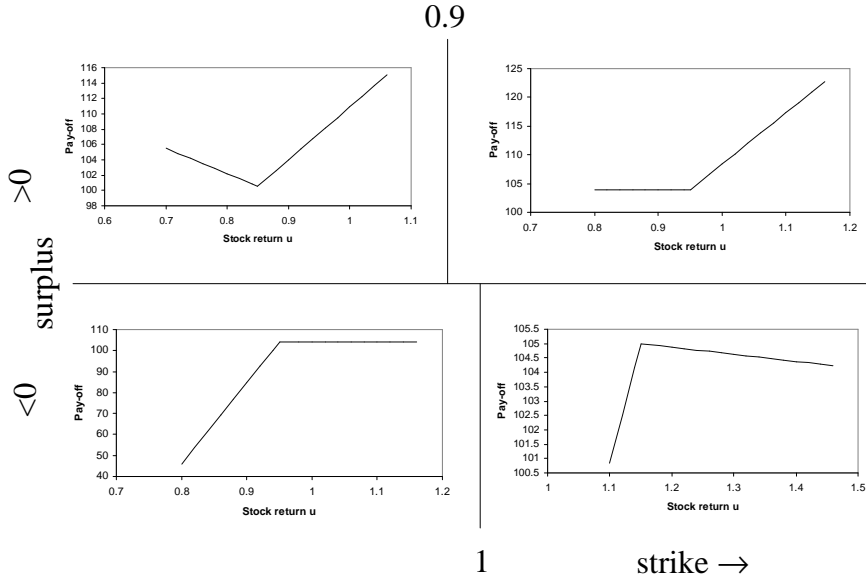 0.9
116
114
112
110
108
106
104
102
100
98
Pay-off
0.6 0.7 0.8 0.9 1 1.1
Stock return u
125
120
115
110
105
100
Pay-off
0.7 0.8 0.9 1 1.1 1.2
Stock return u
surplus
>0
<0
110
100
90
80
70
60
50
40
Pay-off
0.7 0.8 0.9 1 1.1 1.2
Stock return u
105.5
105
104.5
104
103.5
103
102.5
102
101.5
101
100.5
Pay-off
1 1.1 1.2 1.3 1.4 1.5
Stock return u
1 strike →